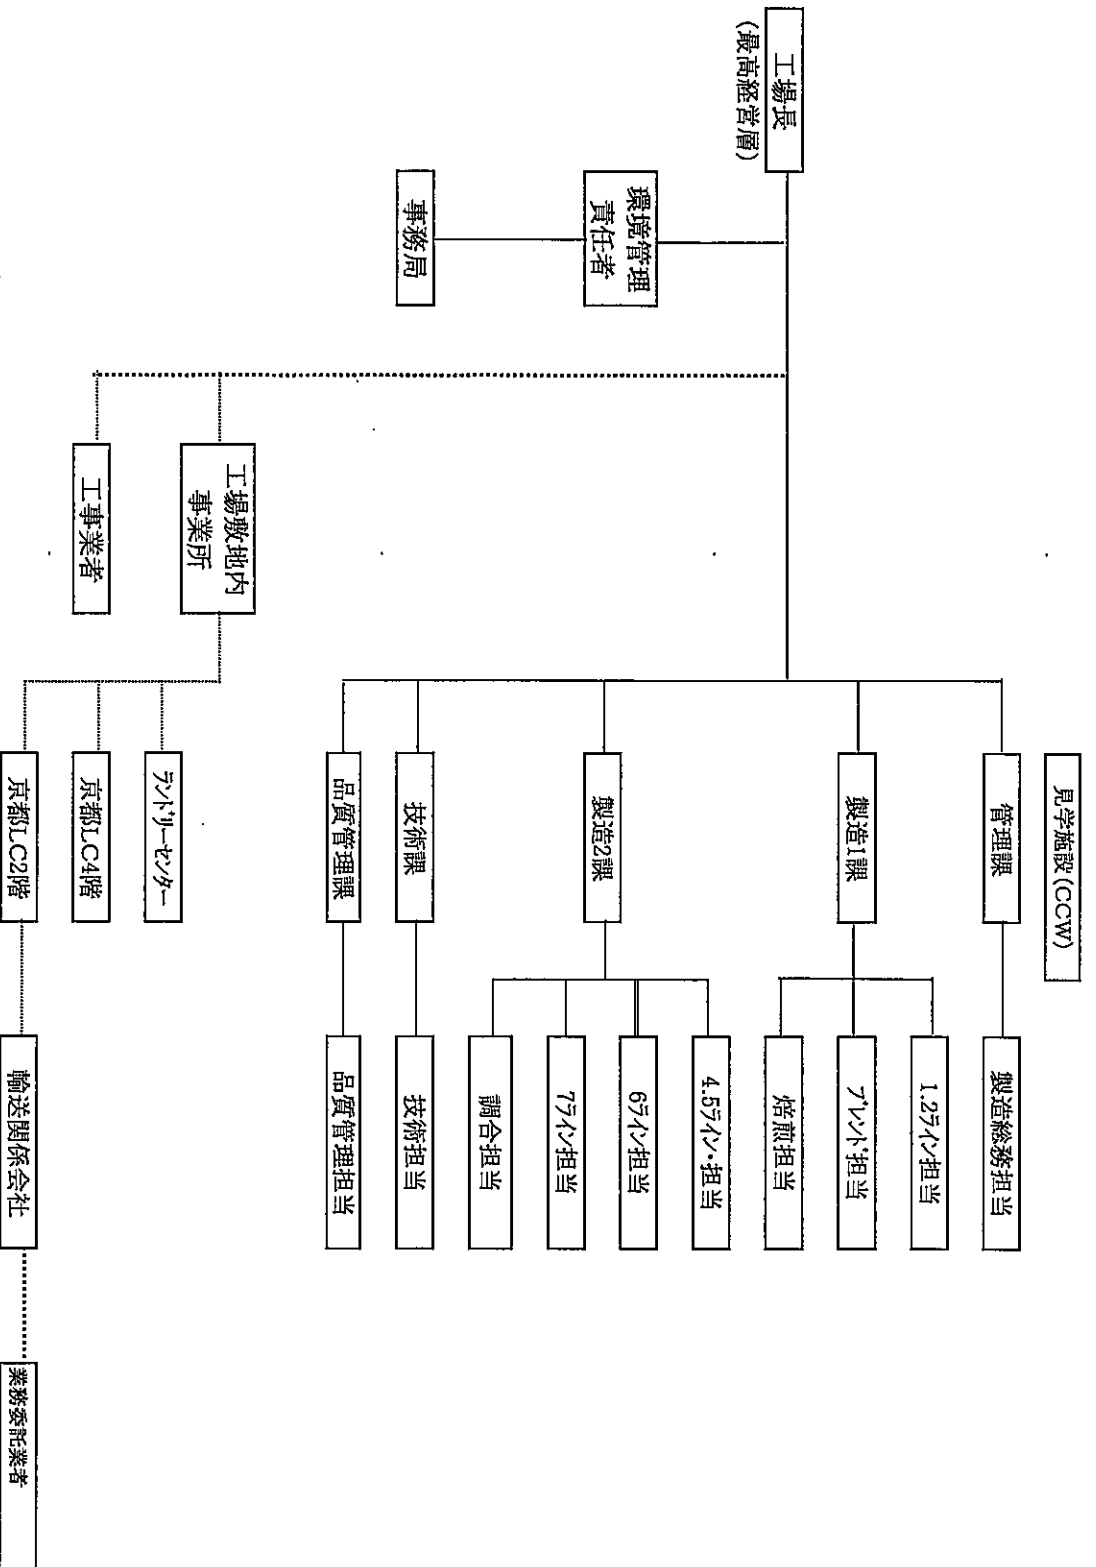 見学施設(CCW)
工場長
(最高経営層)
環境管理
責任者
事務局
管理課
製造総務担当
製造1課
1.2ライン担当
ブレンド担当
焙煎担当
製造2課
4.5ライン・担当
6ライン担当
7ライン担当
調合担当
技術課
技術担当
品質管理課
品質管理担当
工場敷地内
事業所
ランドリーセンター
京都LC4階
京都LC2階
輸送関係会社
業務委託業者
工事業者